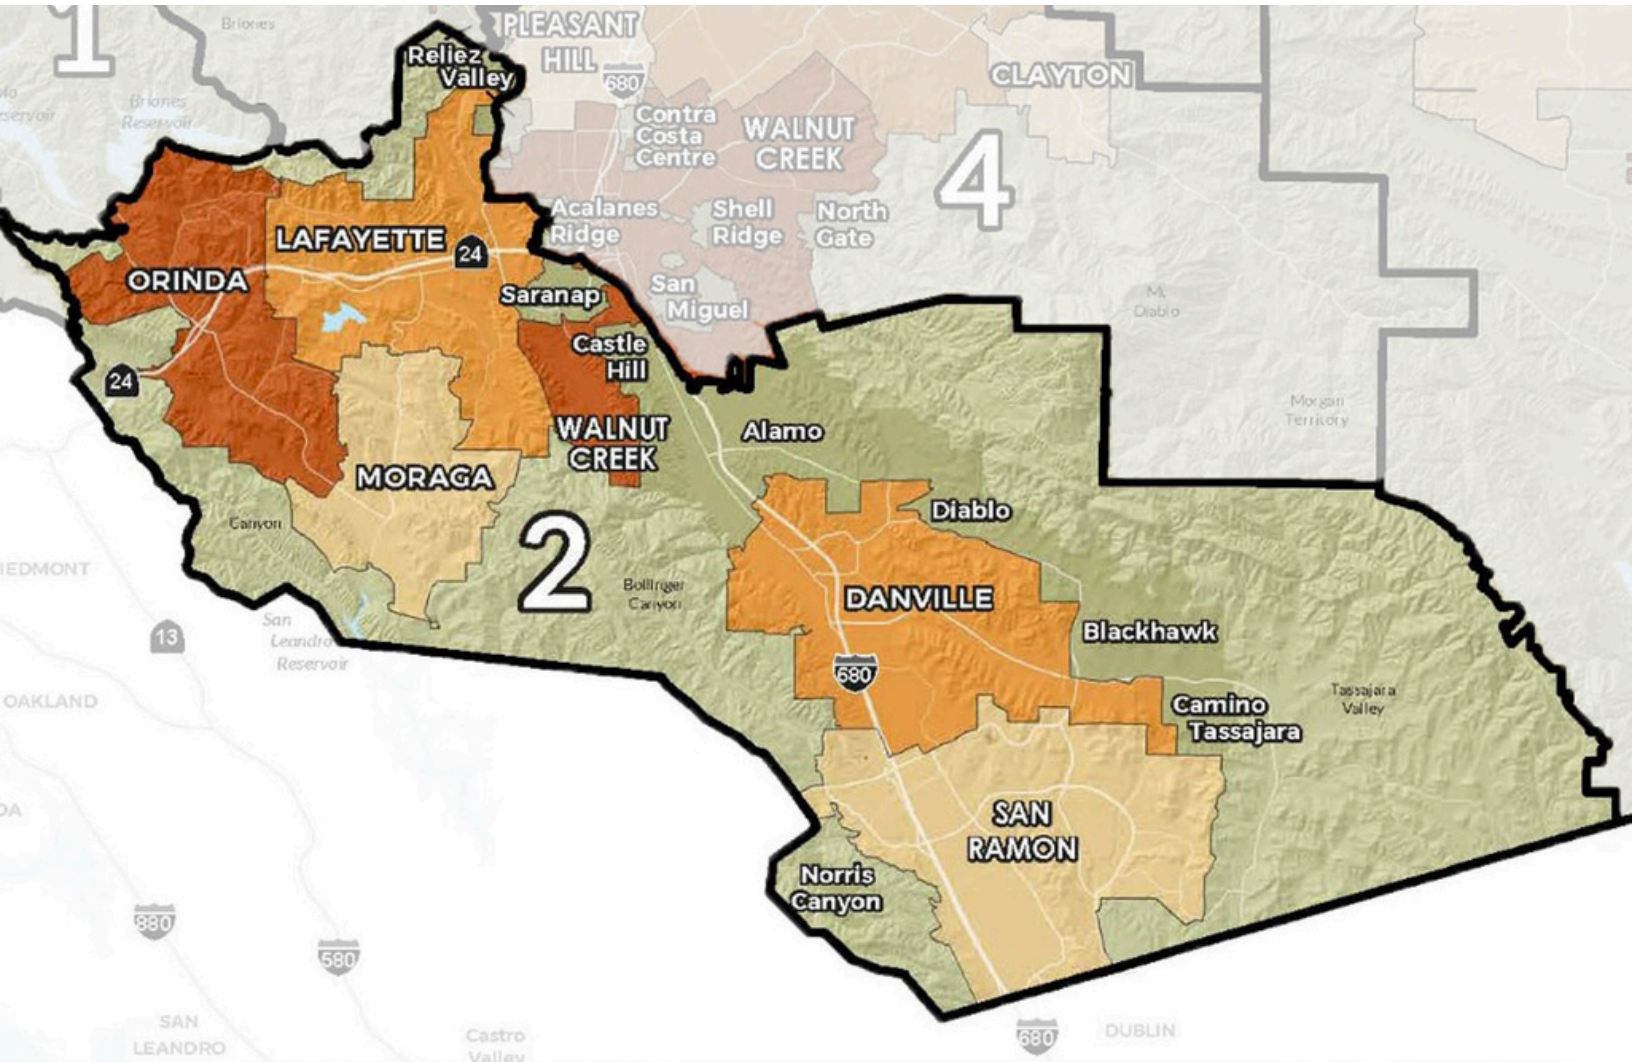 1
Briones
PLEASANT
HILL
680
Reliez
Valley
CLAYTON
Briones
Reservoir
Contra
Costa
Centre
WALNUT
CREEK
4
Acalanes
Ridge
Shell
Ridge
North
Gate
LAFAYETTE
24
ORINDA
San
Miguel
Saranap
Mt.
Diablo
Castle
Hill
24
Morgan
Territory
WALNUT
CREEK
Alamo
MORAGA
Diablo
Canyon
2
Bollinger
Canyon
DANVILLE
IEDMONT
San
Leandro
Reservoir
13
Blackhawk
680
OAKLAND
Tassajara
Valley
Camino
Tassajara
DA
SAN
RAMON
Norris
Canyon
880
580
SAN
LEANDRO
Castro
Valley
680
DUBLIN